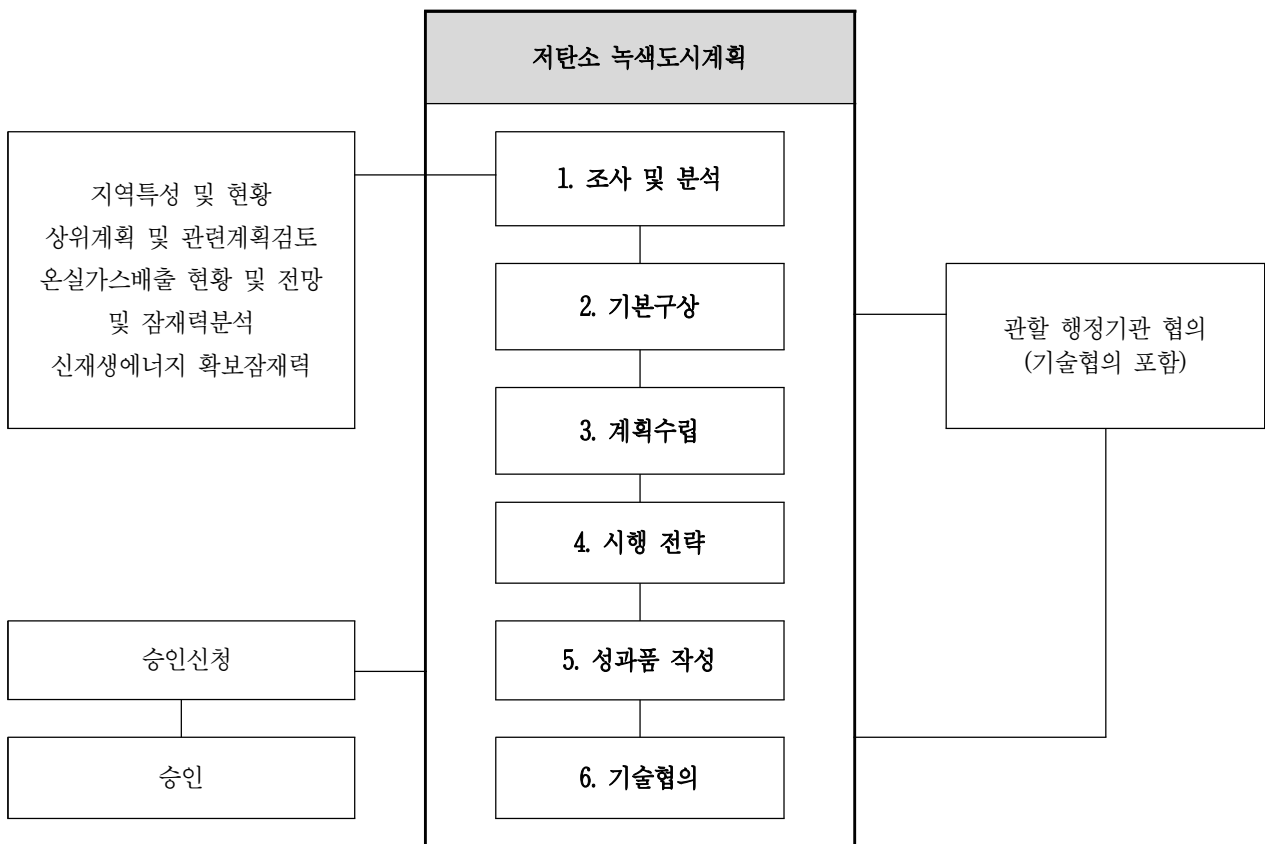 저탄소 녹색도시계획
지역특성 및 현황
상위계획 및 관련계획검토
온실가스배출 현황 및 전망
및 잠재력분석
신재생에너지 확보잠재력
1. 조사 및 분석
2. 기본구상
3. 계획수립
4. 시행 전략
5. 성과품 작성
6. 기술협의
관할 행정기관 협의
(기술협의 포함)
승인신청
승인